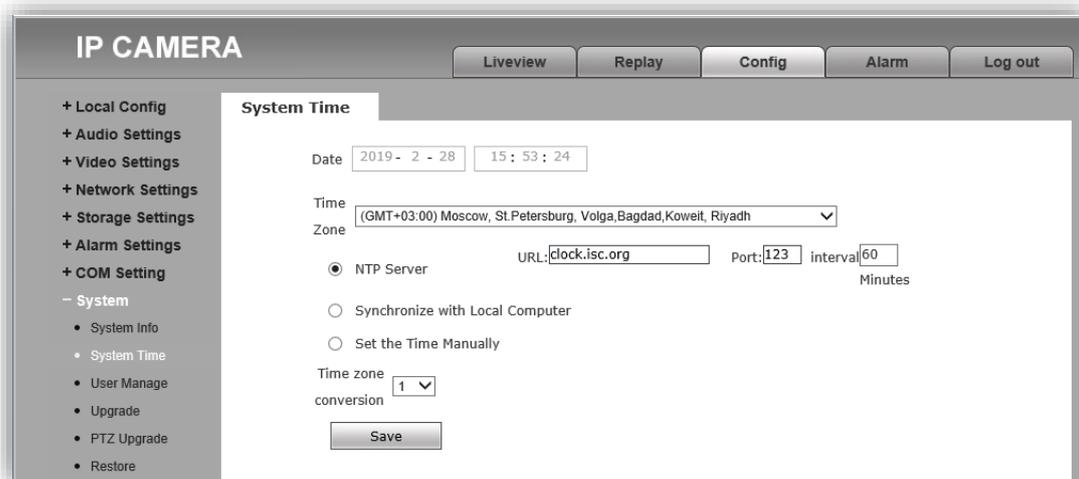 IP CAMERA
Liveview Replay Config Alarm Log out
+ Local Config
+ Audio Settings
+ Video Settings
+ Network Settings
+ Storage Settings
+ Alarm Settings
+ COM Setting
− System
• System Info
• System Time
• User Manage
• Upgrade
• PTZ Upgrade
• Restore
System Time
Date 2019 - 2 - 28 15 : 53 : 24
Time
Zone
(GMT+03:00) Moscow, St.Petersburg, Volga,Bagdad,Koweit, Riyadh
NTP Server URL: clock.isc.org Port: 123 interval 60
Minutes
Synchronize with Local Computer
Set the Time Manually
Time zone
conversion
1
Save